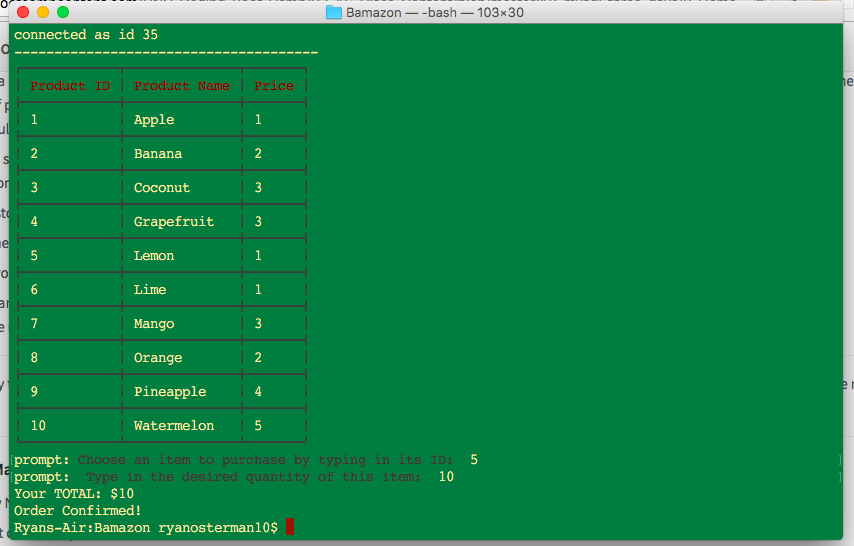 Bamazon — -bash — 103×30
connected as id 35
--------------------------------------
Product ID | Product Name | Price
1 | Apple | 1
2 | Banana | 2
3 | Coconut | 3
4 | Grapefruit | 3
5 | Lemon | 1
6 | Lime | 1
7 | Mango | 3
8 | Orange | 2
9 | Pineapple | 4
10 | Watermelon | 5
[prompt: Choose an item to purchase by typing in its ID:  5 ]
[prompt:  Type in the desired quantity of this item:  10 ]
Your TOTAL: $10
Order Confirmed!
Ryans-Air:Bamazon ryanosterman10$